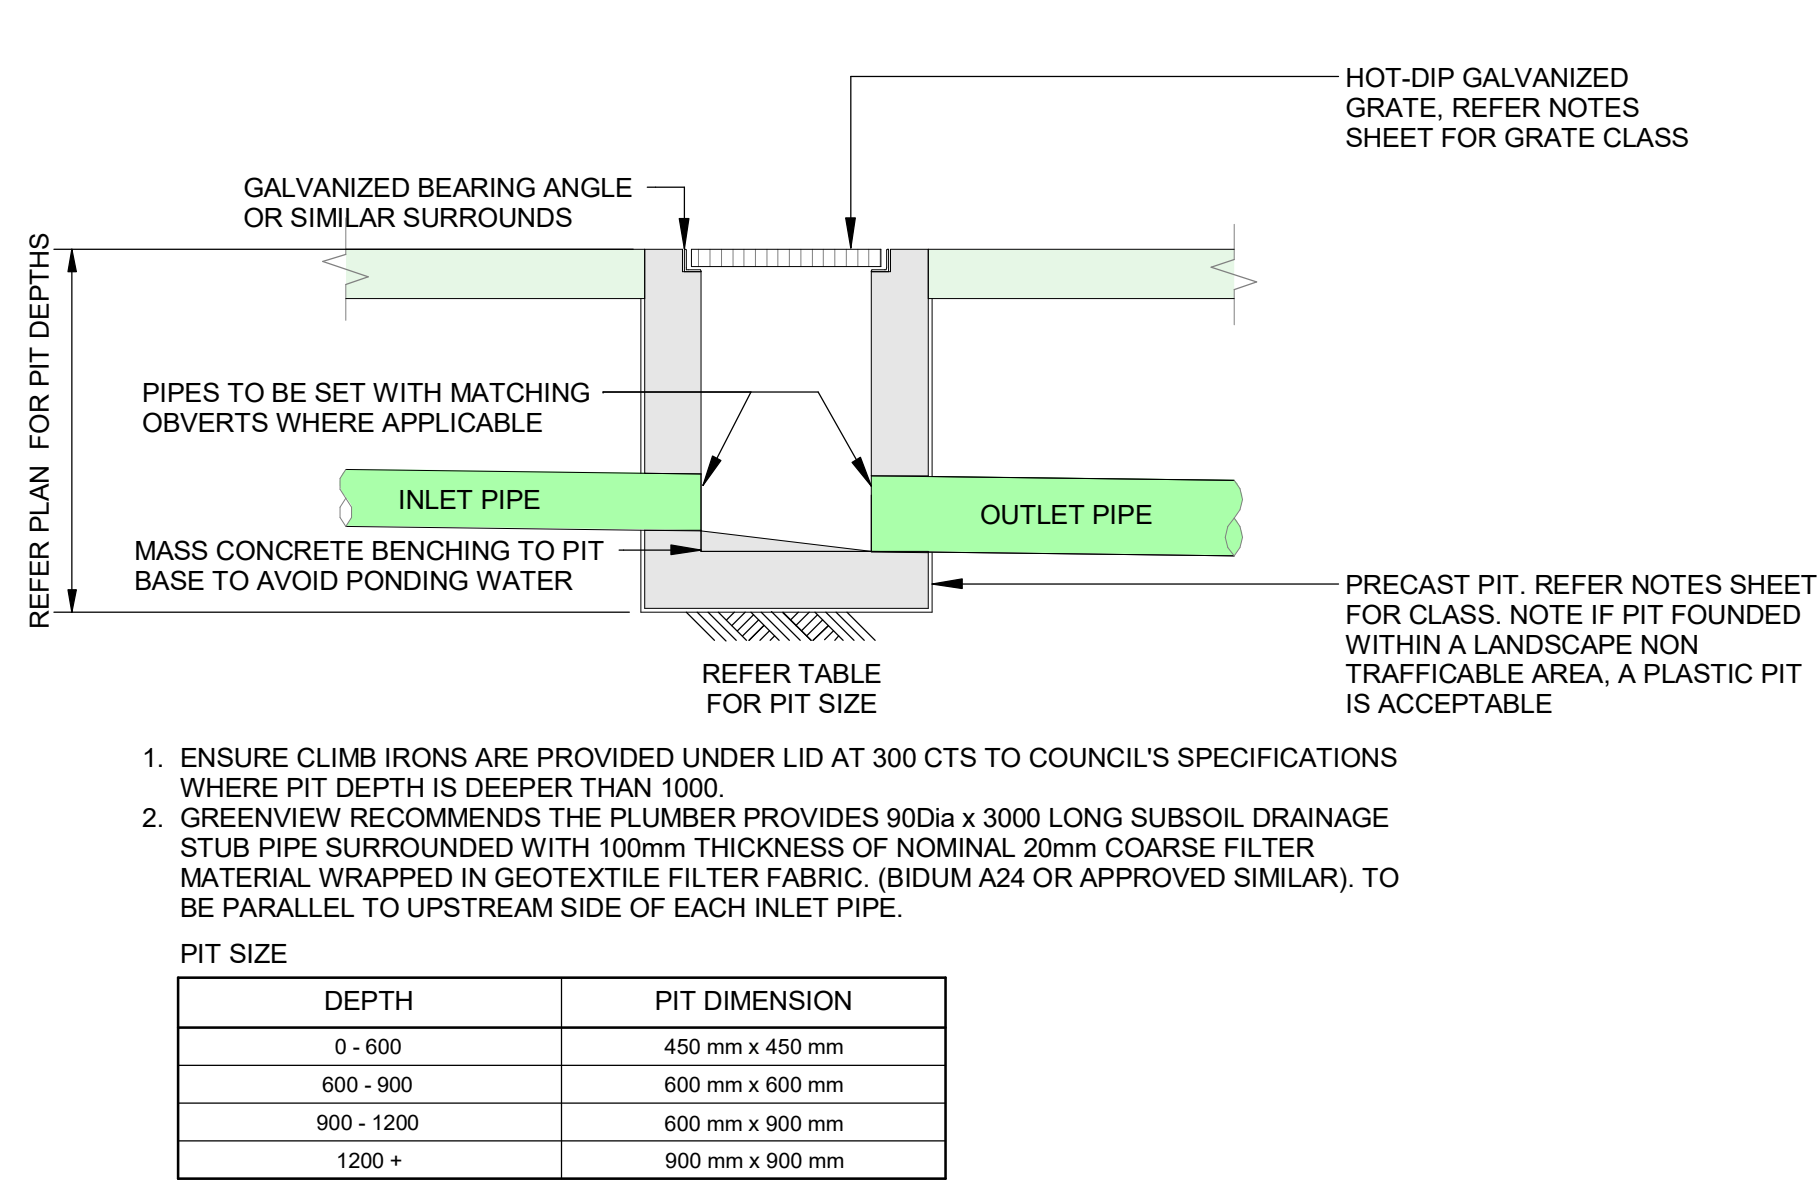 HOT-DIP GALVANIZED
GRATE, REFER NOTES
SHEET FOR GRATE CLASS
GALVANIZED BEARING ANGLE
OR SIMILAR SURROUNDS
REFER PLAN FOR PIT DEPTHS
PIPES TO BE SET WITH MATCHING
OBVERTS WHERE APPLICABLE
INLET PIPE
OUTLET PIPE
MASS CONCRETE BENCHING TO PIT
BASE TO AVOID PONDING WATER
PRECAST PIT. REFER NOTES SHEET
FOR CLASS. NOTE IF PIT FOUNDED
WITHIN A LANDSCAPE NON
TRAFFICABLE AREA, A PLASTIC PIT
IS ACCEPTABLE
REFER TABLE
FOR PIT SIZE
1. ENSURE CLIMB IRONS ARE PROVIDED UNDER LID AT 300 CTS TO COUNCIL'S SPECIFICATIONS
WHERE PIT DEPTH IS DEEPER THAN 1000.
2. GREENVIEW RECOMMENDS THE PLUMBER PROVIDES 90Dia x 3000 LONG SUBSOIL DRAINAGE
STUB PIPE SURROUNDED WITH 100mm THICKNESS OF NOMINAL 20mm COARSE FILTER
MATERIAL WRAPPED IN GEOTEXTILE FILTER FABRIC. (BIDUM A24 OR APPROVED SIMILAR). TO
BE PARALLEL TO UPSTREAM SIDE OF EACH INLET PIPE.
PIT SIZE
DEPTH PIT DIMENSION
0 - 600 450 mm x 450 mm
600 - 900 600 mm x 600 mm
900 - 1200 600 mm x 900 mm
1200 + 900 mm x 900 mm